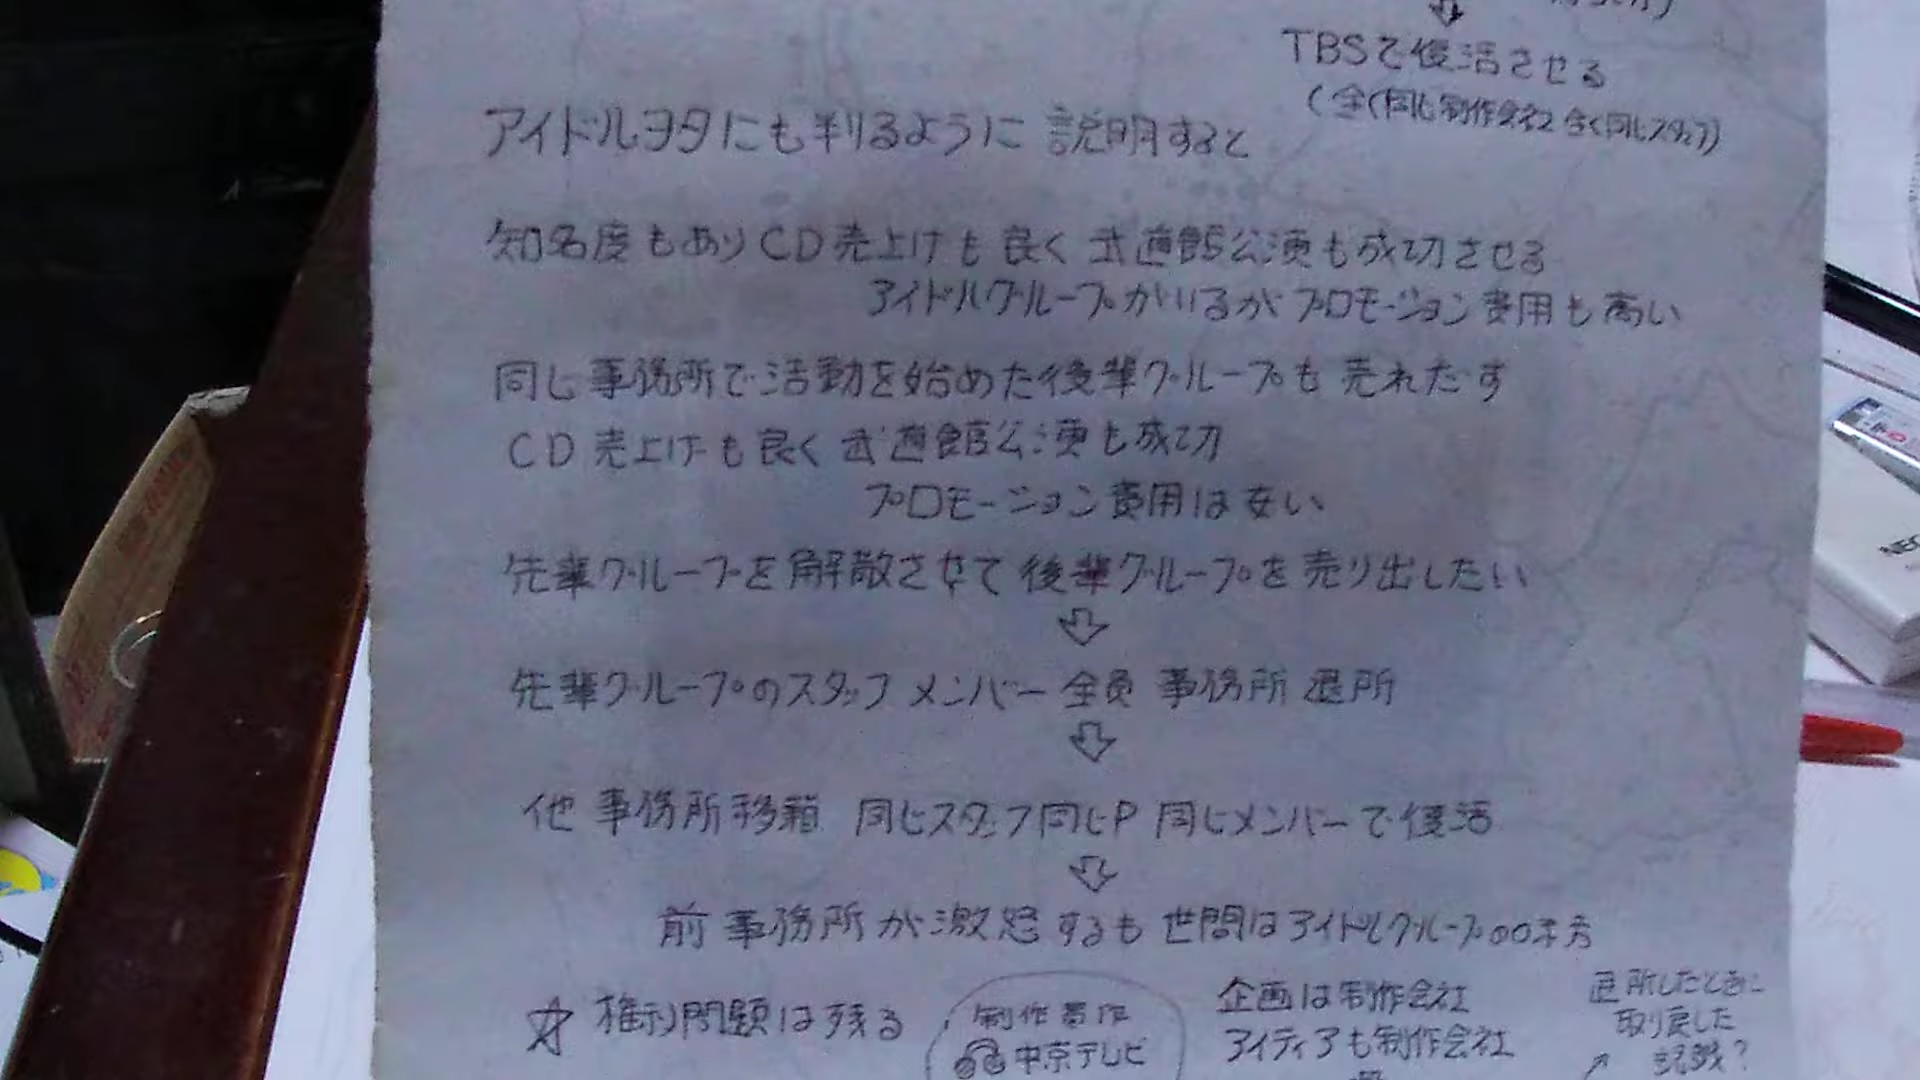 TBSで復活させる
(全く同じ制作会社 全く同じスタッフ)
アイドルヲタにも判るように 説明すると
知名度もありCD売上げも良く 武道館公演も成功させる
アイドルグループがいるが プロモーション費用も高い
同じ事務所で活動を始めた後輩グループも 売れだす
CD売上げも良く 武道館公演も成功
プロモーション費用は安い
先輩グループを解散させて 後輩グループを売り出したい
先輩グループのスタッフ メンバー 全員 事務所 退所
他 事務所移籍 同じスタッフ同じP 同じメンバーで復活
前 事務所が激怒するも 世間はアイドルグループ○○
☆ 権利問題は残る
制作著作
中京テレビ
企画は制作会社
アイディアも制作会社
退所したときに
取り戻した
NEC